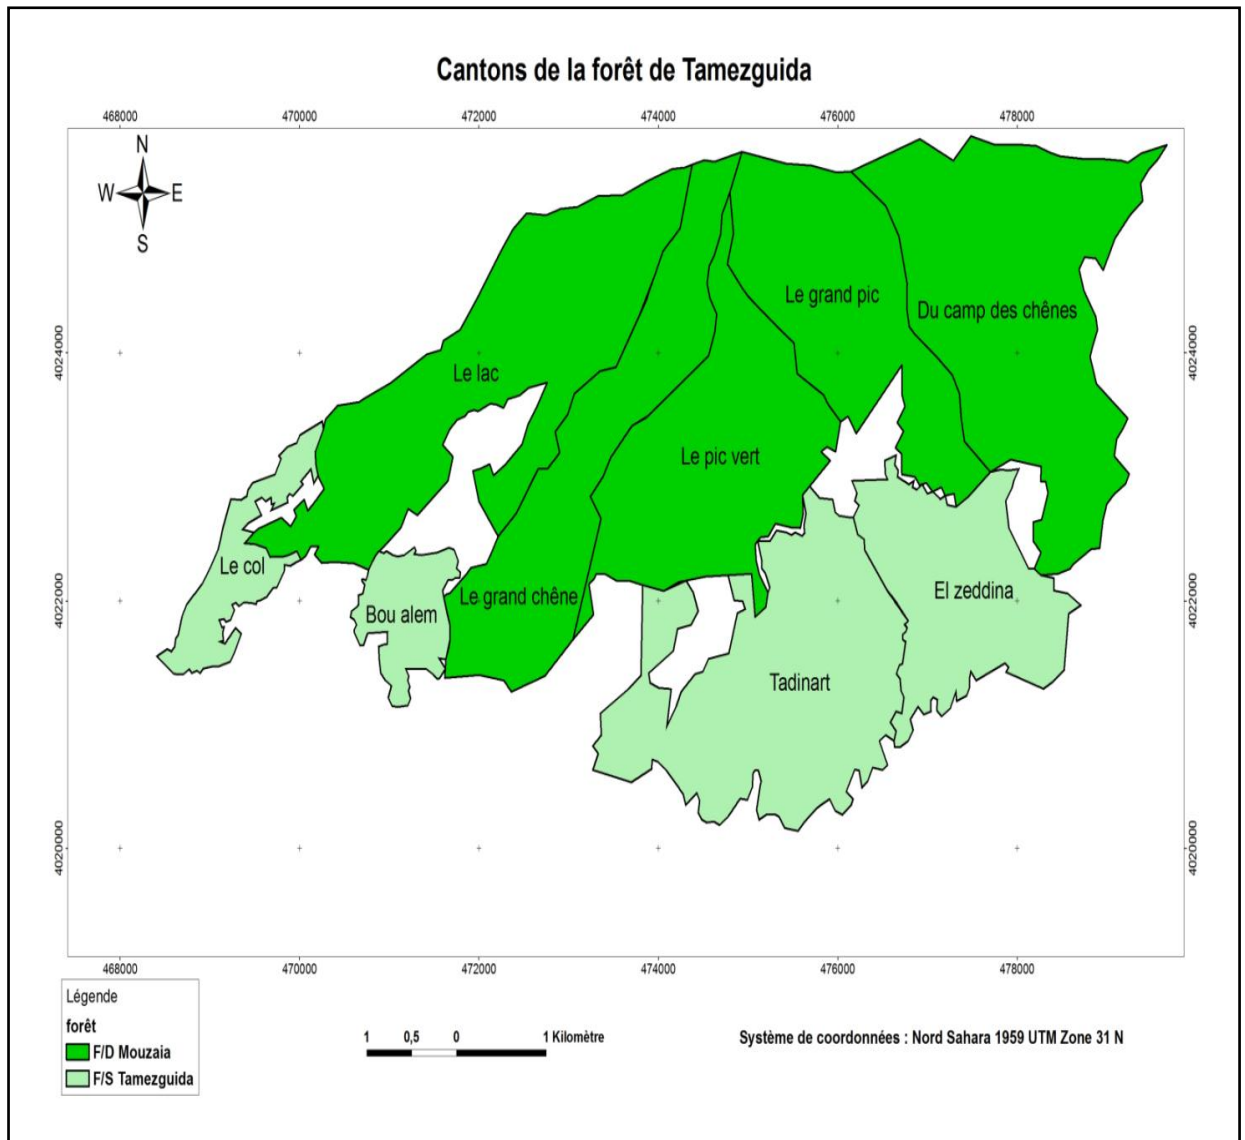 Cantons de la forêt de Tamezguida
468000 470000 472000 474000 476000 478000
N
W E
S
Le grand pic
Du camp des chênes
4024000 4024000
Le lac
Le pic vert
Le col
El zeddina
4022000 4022000
Le grand chêne
Bou alem
Tadinart
4020000 4020000
468000 470000 472000 474000 476000 478000
Légende
forêt
F/D Mouzaia
F/S Tamezguida
1 0,5 0 1 Kilomètre
Système de coordonnées : Nord Sahara 1959 UTM Zone 31 N